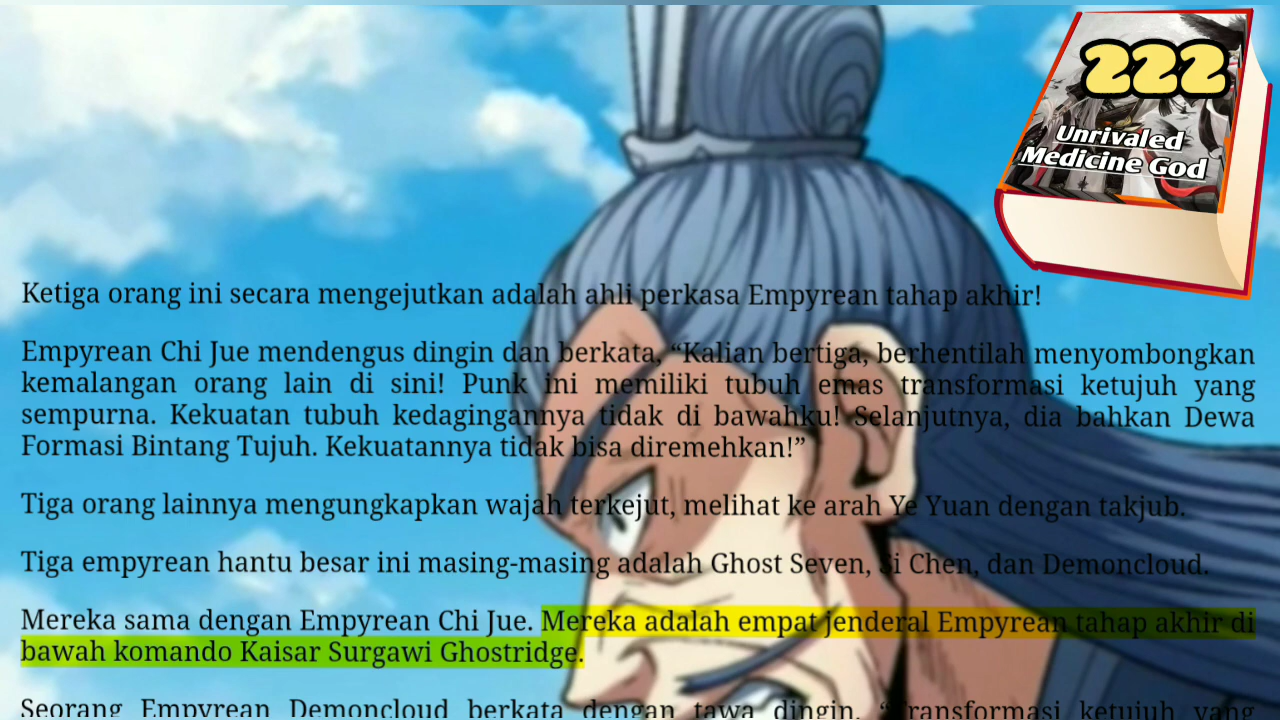 222
Unrivaled
Medicine God
Ketiga orang ini secara mengejutkan adalah ahli perkasa Empyrean tahap akhir!
Empyrean Chi Jue mendengus dingin dan berkata, “Kalian bertiga, berhentilah menyombongkan
kemalangan orang lain di sini! Punk ini memiliki tubuh emas transformasi ketujuh yang
sempurna. Kekuatan tubuh kedagingannya tidak di bawahku! Selanjutnya, dia bahkan Dewa
Formasi Bintang Tujuh. Kekuatannya tidak bisa diremehkan!”
Tiga orang lainnya mengungkapkan wajah terkejut, melihat ke arah Ye Yuan dengan takjub.
Tiga empyrean hantu besar ini masing-masing adalah Ghost Seven, Si Chen, dan Demoncloud.
Mereka sama dengan Empyrean Chi Jue. Mereka adalah empat jenderal Empyrean tahap akhir di
bawah komando Kaisar Surgawi Ghostridge.
Seorang Empyrean Demoncloud berkata dengan tawa dingin, “Transformasi ketujuh yang